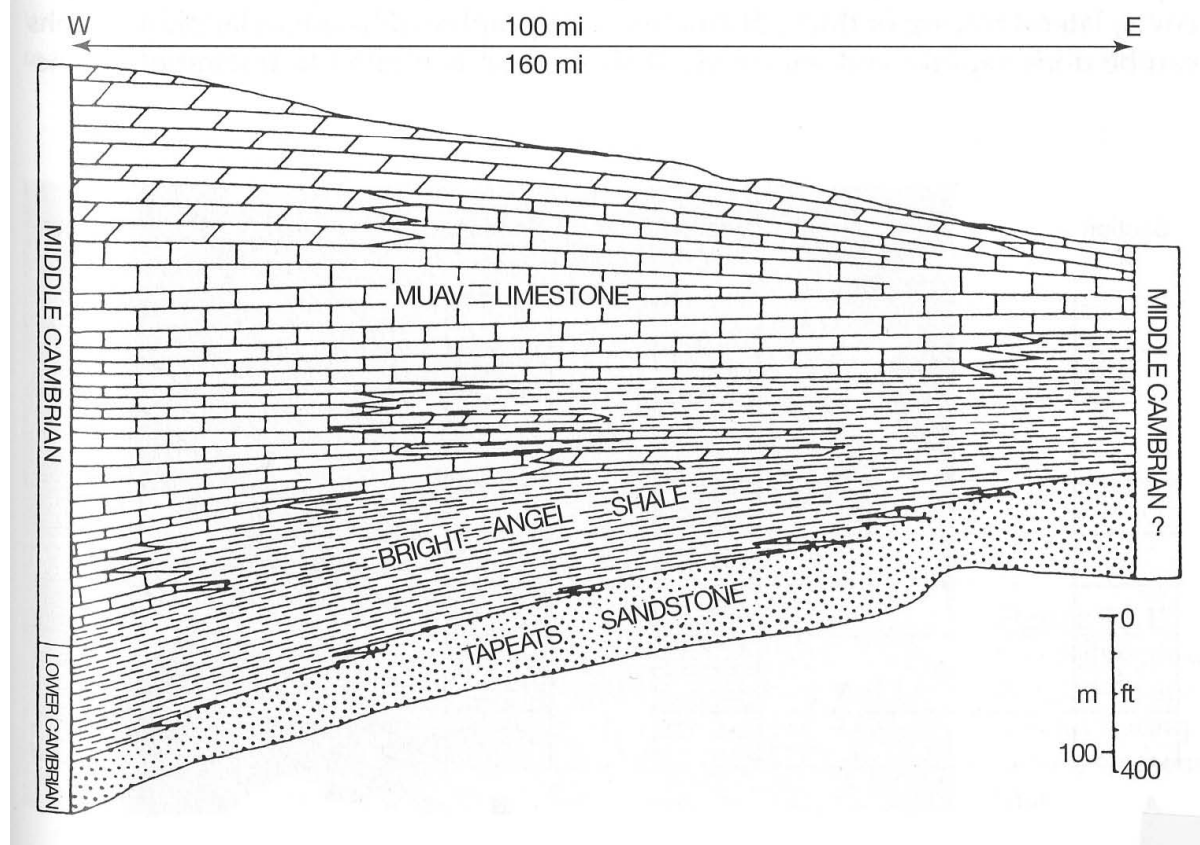 W
100 mi
E
160 mi
MIDDLE CAMBRIAN
MUAV LIMESTONE
MIDDLE CAMBRIAN ?
BRIGHT ANGEL SHALE
TAPEATS SANDSTONE
LOWER CAMBRIAN
0
m ft
100
400